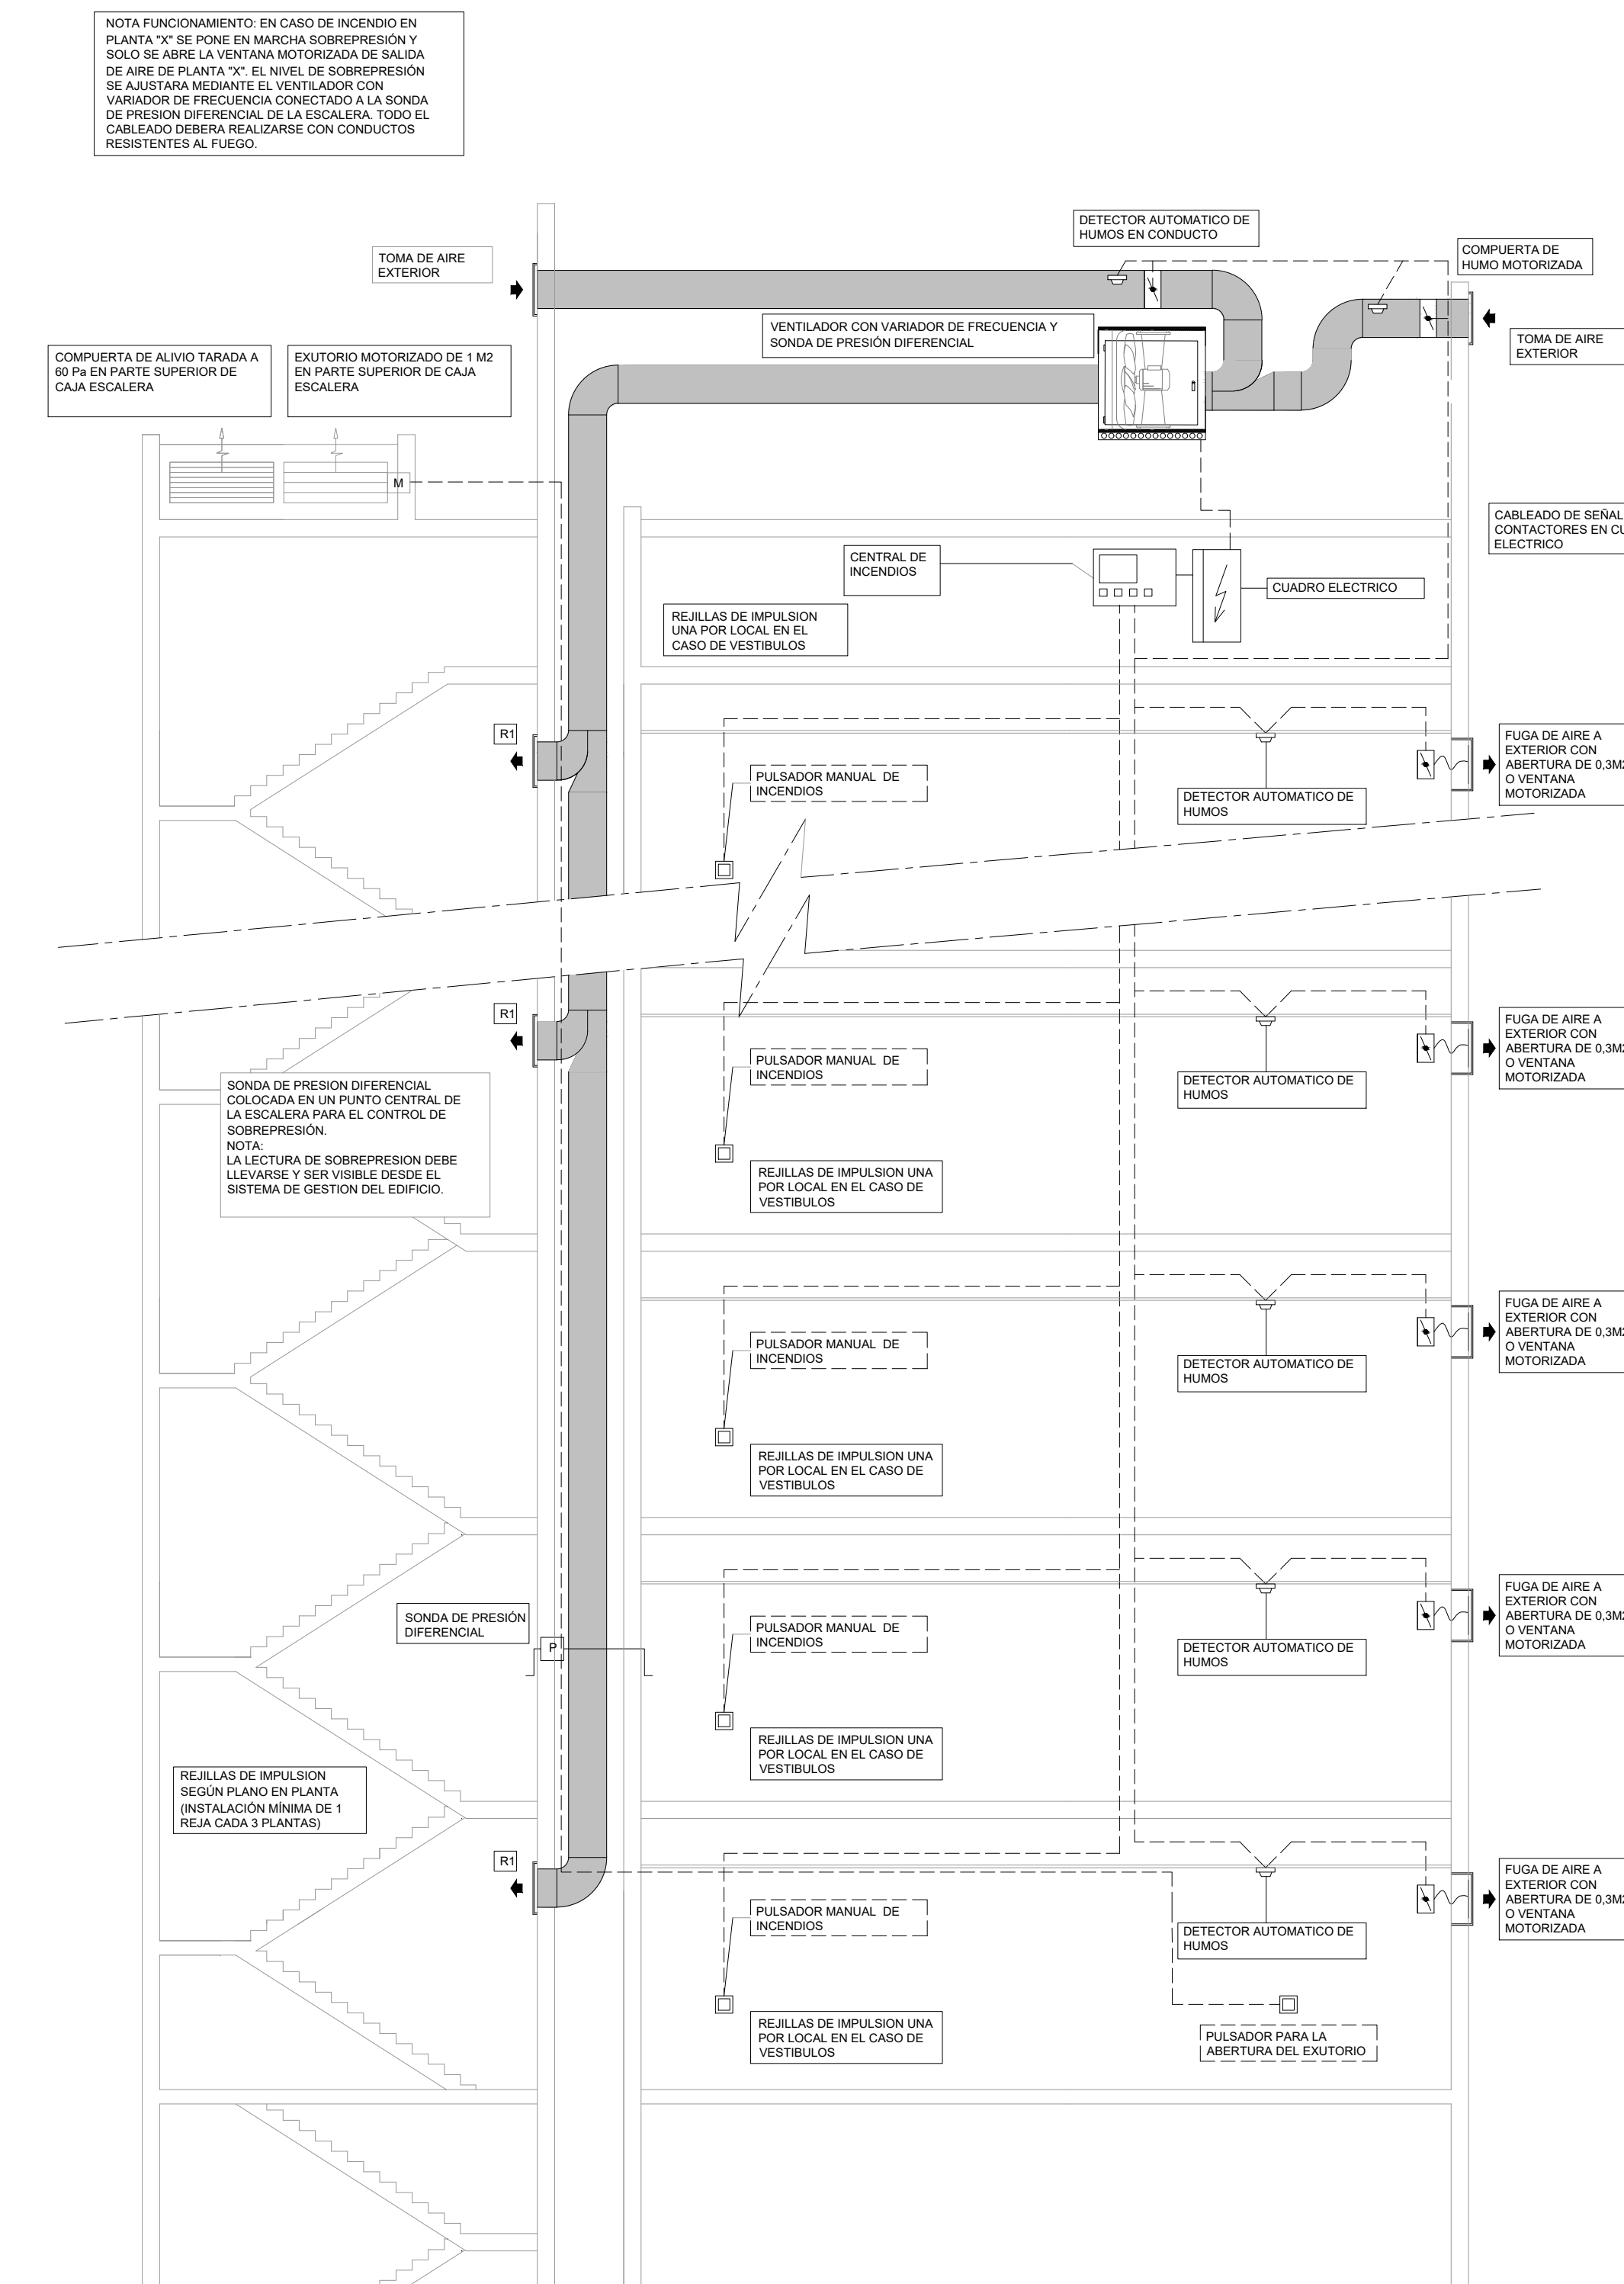 NOTA FUNCIONAMIENTO: EN CASO DE INCENDIO EN
PLANTA "X" SE PONE EN MARCHA SOBREPRESIÓN Y
SOLO SE ABRE LA VENTANA MOTORIZADA DE SALIDA
DE AIRE DE PLANTA "X". EL NIVEL DE SOBREPRESIÓN
SE AJUSTARA MEDIANTE EL VENTILADOR CON
VARIADOR DE FRECUENCIA CONECTADO A LA SONDA
DE PRESION DIFERENCIAL DE LA ESCALERA. TODO EL
CABLEADO DEBERA REALIZARSE CON CONDUCTOS
RESISTENTES AL FUEGO.
DETECTOR AUTOMATICO DE
HUMOS EN CONDUCTO
COMPUERTA DE
HUMO MOTORIZADA
TOMA DE AIRE
EXTERIOR
VENTILADOR CON VARIADOR DE FRECUENCIA Y
SONDA DE PRESIÓN DIFERENCIAL
TOMA DE AIRE
EXTERIOR
COMPUERTA DE ALIVIO TARADA A
60 Pa EN PARTE SUPERIOR DE
CAJA ESCALERA
EXUTORIO MOTORIZADO DE 1 M2
EN PARTE SUPERIOR DE CAJA
ESCALERA
M
CABLEADO DE SEÑAL
CONTACTORES EN CU
ELECTRICO
CENTRAL DE
INCENDIOS
CUADRO ELECTRICO
REJILLAS DE IMPULSION
UNA POR LOCAL EN EL
CASO DE VESTIBULOS
R1
PULSADOR MANUAL DE
INCENDIOS
DETECTOR AUTOMATICO DE
HUMOS
FUGA DE AIRE A
EXTERIOR CON
ABERTURA DE 0,3M2
O VENTANA
MOTORIZADA
R1
PULSADOR MANUAL DE
INCENDIOS
DETECTOR AUTOMATICO DE
HUMOS
FUGA DE AIRE A
EXTERIOR CON
ABERTURA DE 0,3M2
O VENTANA
MOTORIZADA
SONDA DE PRESION DIFERENCIAL
COLOCADA EN UN PUNTO CENTRAL DE
LA ESCALERA PARA EL CONTROL DE
SOBREPRESIÓN.
NOTA:
LA LECTURA DE SOBREPRESION DEBE
LLEVARSE Y SER VISIBLE DESDE EL
SISTEMA DE GESTION DEL EDIFICIO.
REJILLAS DE IMPULSION UNA
POR LOCAL EN EL CASO DE
VESTIBULOS
PULSADOR MANUAL DE
INCENDIOS
DETECTOR AUTOMATICO DE
HUMOS
FUGA DE AIRE A
EXTERIOR CON
ABERTURA DE 0,3M2
O VENTANA
MOTORIZADA
REJILLAS DE IMPULSION UNA
POR LOCAL EN EL CASO DE
VESTIBULOS
SONDA DE PRESIÓN
DIFERENCIAL
P
PULSADOR MANUAL DE
INCENDIOS
DETECTOR AUTOMATICO DE
HUMOS
FUGA DE AIRE A
EXTERIOR CON
ABERTURA DE 0,3M2
O VENTANA
MOTORIZADA
REJILLAS DE IMPULSION UNA
POR LOCAL EN EL CASO DE
VESTIBULOS
REJILLAS DE IMPULSION
SEGÚN PLANO EN PLANTA
(INSTALACIÓN MÍNIMA DE 1
REJA CADA 3 PLANTAS)
R1
PULSADOR MANUAL DE
INCENDIOS
DETECTOR AUTOMATICO DE
HUMOS
FUGA DE AIRE A
EXTERIOR CON
ABERTURA DE 0,3M2
O VENTANA
MOTORIZADA
REJILLAS DE IMPULSION UNA
POR LOCAL EN EL CASO DE
VESTIBULOS
PULSADOR PARA LA
ABERTURA DEL EXUTORIO